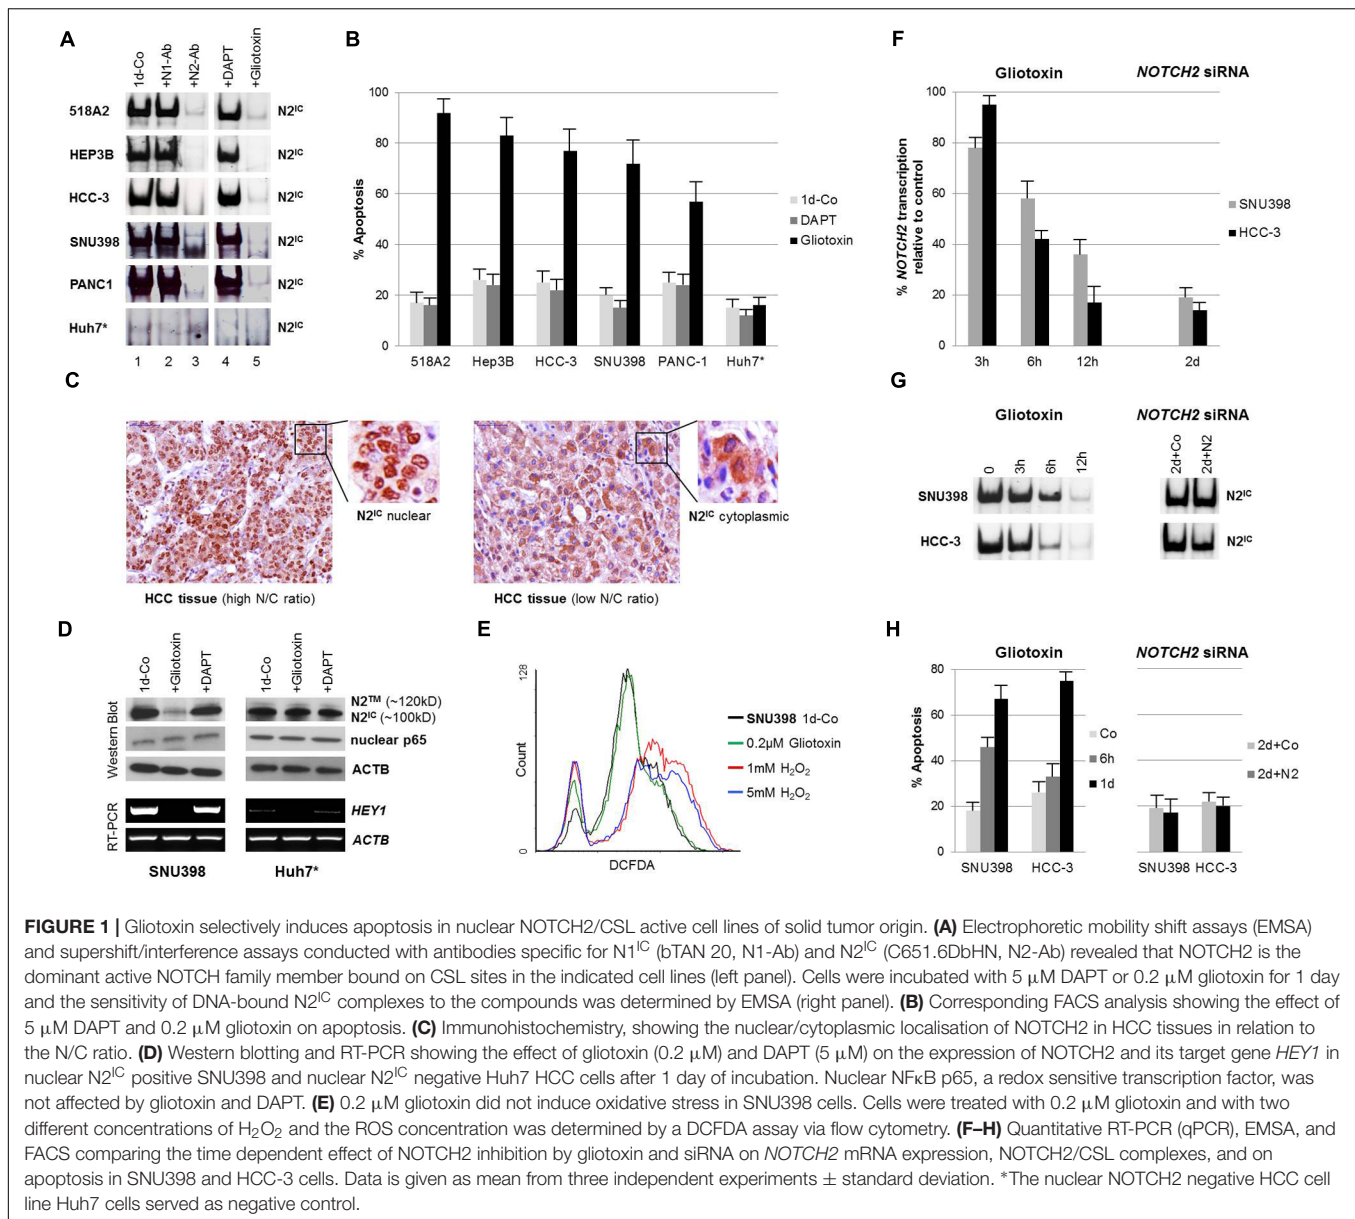 A
1d-Co
+N1-Ab
+N2-Ab
+DAPT
+Gliotoxin
518A2 N2IC
HEP3B N2IC
HCC-3 N2IC
SNU398 N2IC
PANC1 N2IC
Huh7* N2IC
1 2 3 4 5
B
% Apoptosis
100
80
60
40
20
0
518A2 Hep3B HCC-3 SNU398 PANC-1 Huh7*
1d-Co
DAPT
Gliotoxin
C
N2IC nuclear
HCC tissue (high N/C ratio)
N2IC cytoplasmic
HCC tissue (low N/C ratio)
D
1d-Co
+Gliotoxin
+DAPT
1d-Co
+Gliotoxin
+DAPT
Western Blot
N2TM (~120kD)
N2IC (~100kD)
nuclear p65
ACTB
RT-PCR
HEY1
ACTB
SNU398 Huh7*
E
128
Count
0
DCFDA
SNU398 1d-Co
0.2µM Gliotoxin
1mM H2O2
5mM H2O2
F
Gliotoxin NOTCH2 siRNA
% NOTCH2 transcription
relative to control
100
80
60
40
20
0
3h 6h 12h 2d
SNU398
HCC-3
G
Gliotoxin NOTCH2 siRNA
0 3h 6h 12h
2d+Co
2d+N2
SNU398 N2IC
HCC-3 N2IC
H
Gliotoxin NOTCH2 siRNA
% Apoptosis
80
60
40
20
0
SNU398 HCC-3
Co
6h
1d
SNU398 HCC-3
2d+Co
2d+N2
FIGURE 1 | Gliotoxin selectively induces apoptosis in nuclear NOTCH2/CSL active cell lines of solid tumor origin. (A) Electrophoretic mobility shift assays (EMSA)
and supershift/interference assays conducted with antibodies specific for N1IC (bTAN 20, N1-Ab) and N2IC (C651.6DbHN, N2-Ab) revealed that NOTCH2 is the
dominant active NOTCH family member bound on CSL sites in the indicated cell lines (left panel). Cells were incubated with 5 µM DAPT or 0.2 µM gliotoxin for 1 day
and the sensitivity of DNA-bound N2IC complexes to the compounds was determined by EMSA (right panel). (B) Corresponding FACS analysis showing the effect of
5 µM DAPT and 0.2 µM gliotoxin on apoptosis. (C) Immunohistochemistry, showing the nuclear/cytoplasmic localisation of NOTCH2 in HCC tissues in relation to
the N/C ratio. (D) Western blotting and RT-PCR showing the effect of gliotoxin (0.2 µM) and DAPT (5 µM) on the expression of NOTCH2 and its target gene HEY1 in
nuclear N2IC positive SNU398 and nuclear N2IC negative Huh7 HCC cells after 1 day of incubation. Nuclear NFκB p65, a redox sensitive transcription factor, was
not affected by gliotoxin and DAPT. (E) 0.2 µM gliotoxin did not induce oxidative stress in SNU398 cells. Cells were treated with 0.2 µM gliotoxin and with two
different concentrations of H2O2 and the ROS concentration was determined by a DCFDA assay via flow cytometry. (F–H) Quantitative RT-PCR (qPCR), EMSA, and
FACS comparing the time dependent effect of NOTCH2 inhibition by gliotoxin and siRNA on NOTCH2 mRNA expression, NOTCH2/CSL complexes, and on
apoptosis in SNU398 and HCC-3 cells. Data is given as mean from three independent experiments ± standard deviation. *The nuclear NOTCH2 negative HCC cell
line Huh7 cells served as negative control.